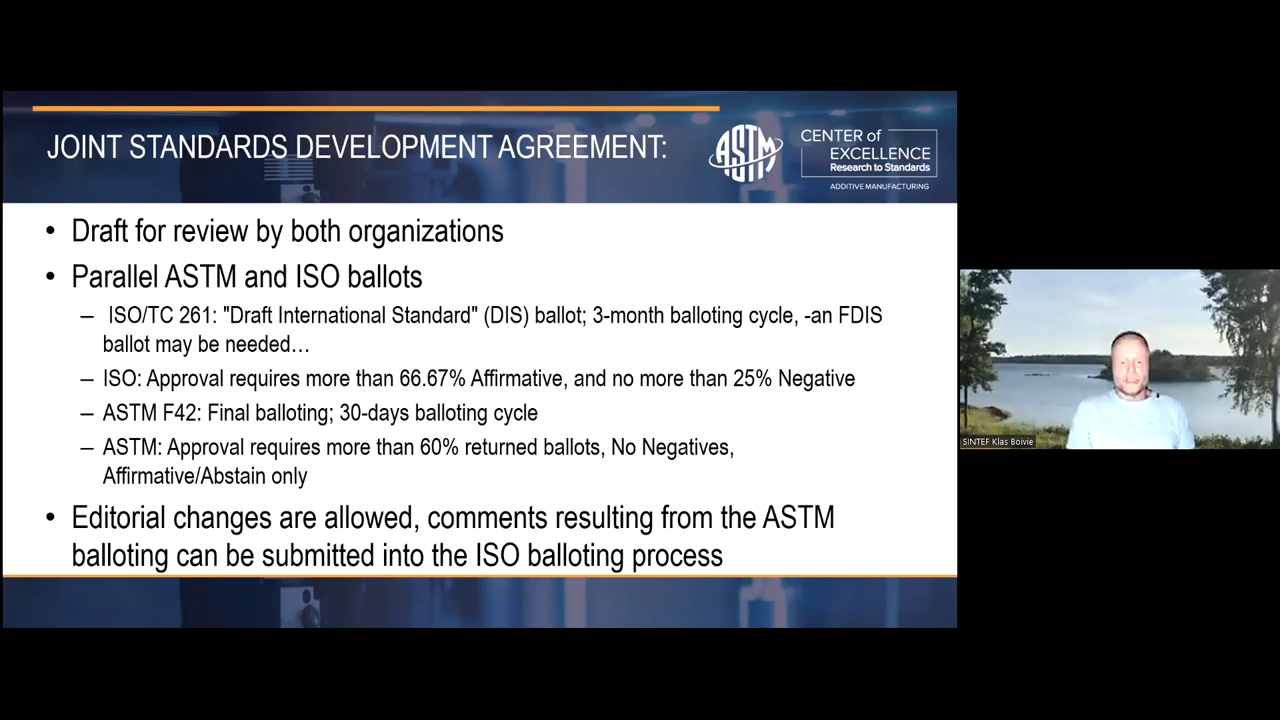 JOINT STANDARDS DEVELOPMENT AGREEMENT:
ASTM
CENTER of
EXCELLENCE
Research to Standards
ADDITIVE MANUFACTURING
• Draft for review by both organizations
• Parallel ASTM and ISO ballots
– ISO/TC 261: "Draft International Standard" (DIS) ballot; 3-month balloting cycle, -an FDIS
ballot may be needed…
– ISO: Approval requires more than 66.67% Affirmative, and no more than 25% Negative
– ASTM F42: Final balloting; 30-days balloting cycle
– ASTM: Approval requires more than 60% returned ballots, No Negatives,
Affirmative/Abstain only
• Editorial changes are allowed, comments resulting from the ASTM
balloting can be submitted into the ISO balloting process
SINTEF Klas Boivie